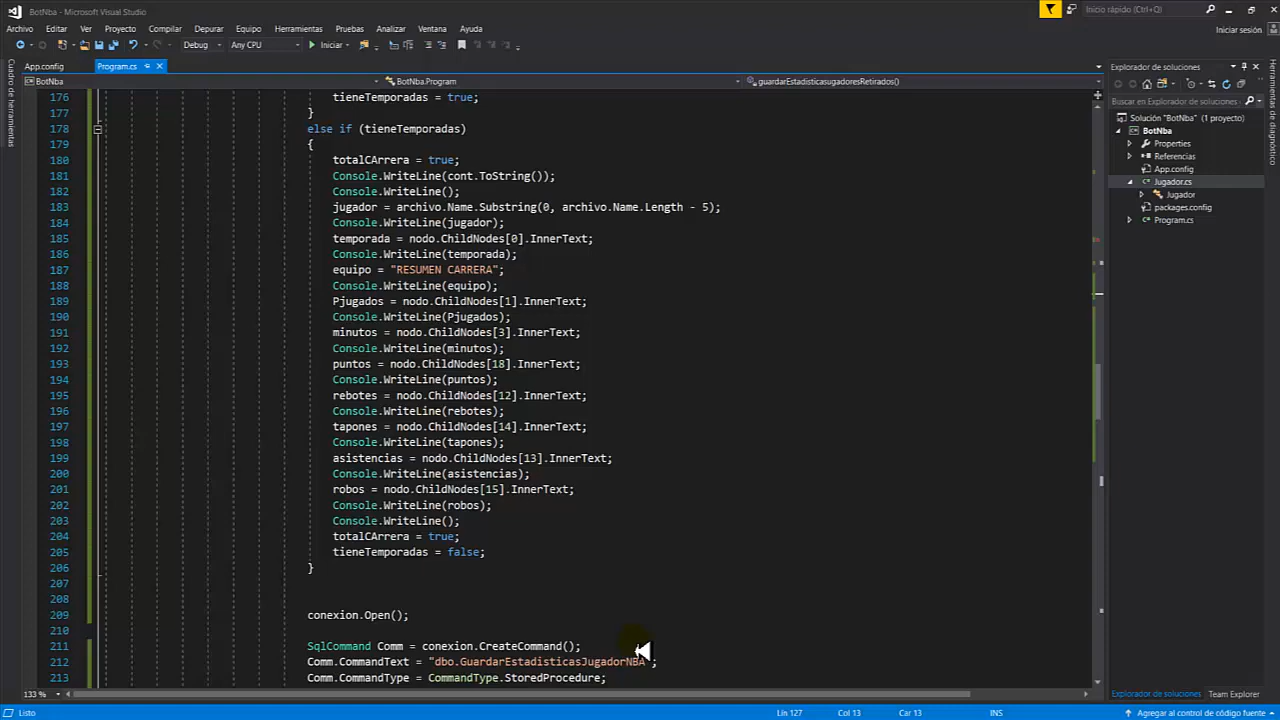 BotNba - Microsoft Visual Studio
Inicio rápido (Ctrl+Q)
Archivo Editar Ver Proyecto Compilar Depurar Equipo Herramientas Pruebas Analizar Ventana Ayuda
Iniciar sesión
Debug Any CPU Iniciar
App.config Program.cs
Explorador de soluciones
BotNba BotNba.Program guardarEstadisticasugadoresRetirados()
Cuadro de herramientas
Herramientas de diagnóstico
Buscar en Explorador de soluciones
Solución "BotNba" (1 proyecto)
BotNba
Properties
Referencias
App.config
Jugador.cs
Jugador
packages.config
Program.cs
176 tieneTemporadas = true;
177 }
178 else if (tieneTemporadas)
179 {
180 totalCArrera = true;
181 Console.WriteLine(cont.ToString());
182 Console.WriteLine();
183 jugador = archivo.Name.Substring(0, archivo.Name.Length - 5);
184 Console.WriteLine(jugador);
185 temporada = nodo.ChildNodes[0].InnerText;
186 Console.WriteLine(temporada);
187 equipo = "RESUMEN CARRERA";
188 Console.WriteLine(equipo);
189 Pjugados = nodo.ChildNodes[1].InnerText;
190 Console.WriteLine(Pjugados);
191 minutos = nodo.ChildNodes[3].InnerText;
192 Console.WriteLine(minutos);
193 puntos = nodo.ChildNodes[18].InnerText;
194 Console.WriteLine(puntos);
195 rebotes = nodo.ChildNodes[12].InnerText;
196 Console.WriteLine(rebotes);
197 tapones = nodo.ChildNodes[14].InnerText;
198 Console.WriteLine(tapones);
199 asistencias = nodo.ChildNodes[13].InnerText;
200 Console.WriteLine(asistencias);
201 robos = nodo.ChildNodes[15].InnerText;
202 Console.WriteLine(robos);
203 Console.WriteLine();
204 totalCArrera = true;
205 tieneTemporadas = false;
206 }
207
208
209 conexion.Open();
210
211 SqlCommand Comm = conexion.CreateCommand();
212 Comm.CommandText = "dbo.GuardarEstadisticasJugadorNBA";
213 Comm.CommandType = CommandType.StoredProcedure;
133 %
Explorador de soluciones Team Explorer
Listo Lín 127 Col 13 Car 13 INS Agregar al control de código fuente